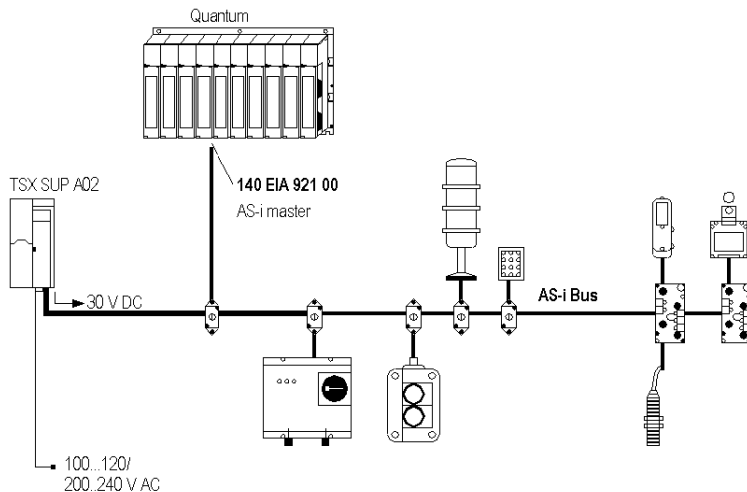 Quantum
TSX SUP A02
140 EIA 921 00
AS-i master
30 V DC
AS-i Bus
100...120/
200..240 V AC